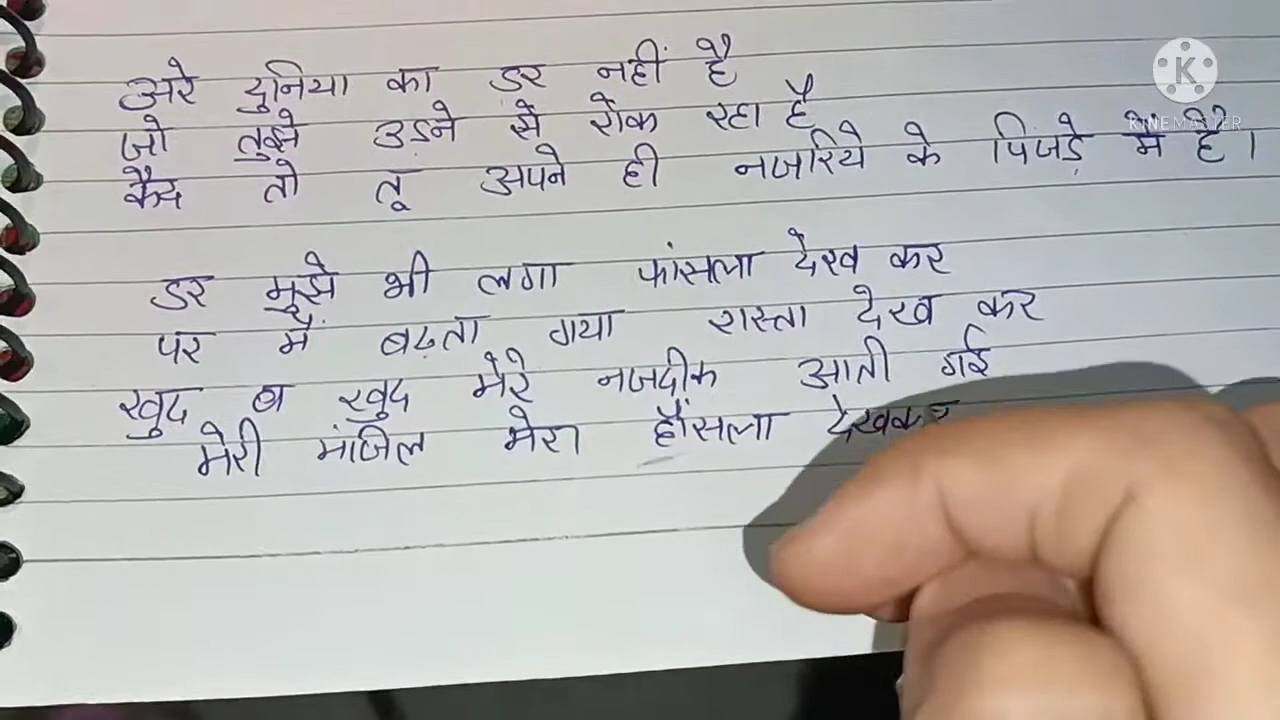 अरे दुनिया का डर नहीं है
जो तुझे उड़ने से रोक रहा है
कैद तो तू अपने ही नजरिये के पिंजड़े में है।
डर मूझे भी लगा फांसला देख कर
पर में बढ़ता गया रास्ता देख कर
खुद ब खुद मेरे नजदीक आती गई
मेरी मंजिल मेरा हौंसला देखकर
K
KINEMASTER